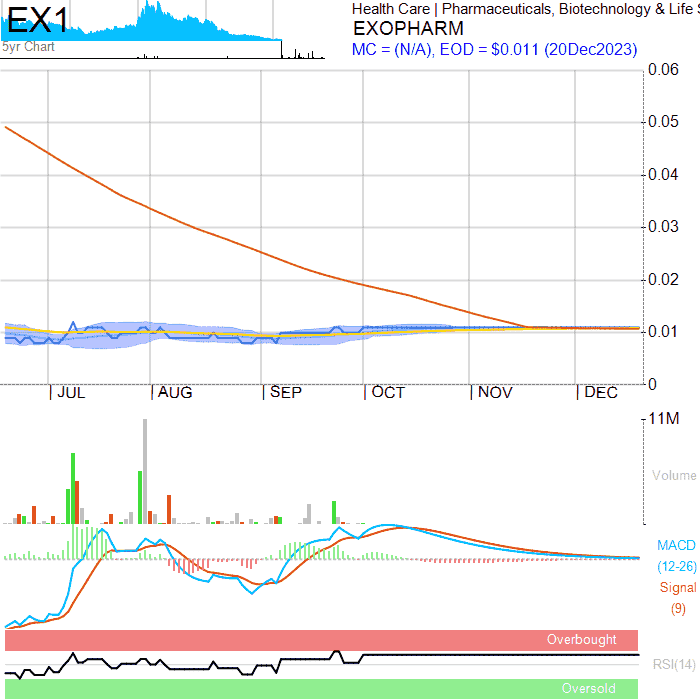 EX1
5yr Chart
Health Care | Pharmaceuticals, Biotechnology & Life S
EXOPHARM
MC = (N/A), EOD = $0.011 (20Dec2023)
0.06
0.05
0.04
0.03
0.02
0.01
0
JUL AUG SEP OCT NOV DEC
11M
Volume
MACD
(12-26)
Signal
(9)
Overbought
RSI(14)
Oversold